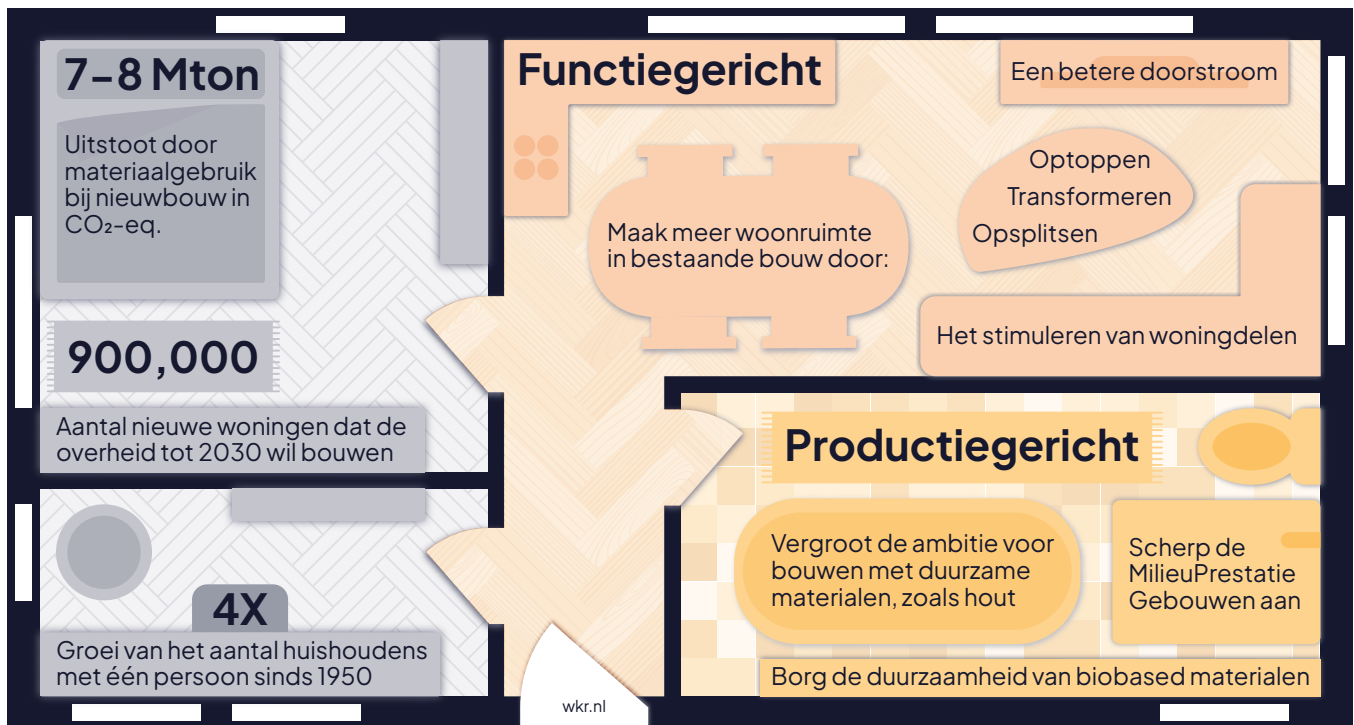 7–8 Mton
Uitstoot door
materiaalgebruik
bij nieuwbouw in
CO₂-eq.
900,000
Aantal nieuwe woningen dat de
overheid tot 2030 wil bouwen
4X
Groei van het aantal huishoudens
met één persoon sinds 1950
Functiegericht
Maak meer woonruimte
in bestaande bouw door:
Een betere doorstroom
Optoppen
Transformeren
Opsplitsen
Het stimuleren van woningdelen
Productiegericht
Vergroot de ambitie voor
bouwen met duurzame
materialen, zoals hout
Scherp de
MilieuPrestatie
Gebouwen aan
Borg de duurzaamheid van biobased materialen
wkr.nl